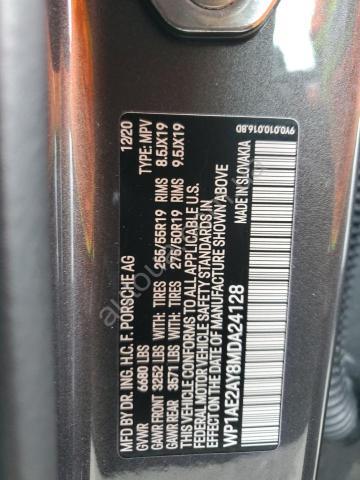 MFD BY DR. ING. H.C. F. PORSCHE AG 12/20
GVWR 6680 LBS TYPE: MPV
GAWR FRONT 3252 LBS WITH: TIRES 255/55R19 RIMS 8.5JX19
GAWR REAR 3571 LBS WITH: TIRES 275/50R19 RIMS 9.5JX19
THIS VEHICLE CONFORMS TO ALL APPLICABLE U.S.
FEDERAL MOTOR VEHICLE SAFETY STANDARDS IN
EFFECT ON THE DATE OF MANUFACTURE SHOWN ABOVE
WP1AE2AY8MDA24128
MADE IN SLOVAKIA
9Y0.010.016.BD